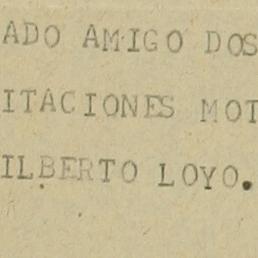 ADO AMIGO DOS
ITACIONES MOT
ILBERTO LOYO.